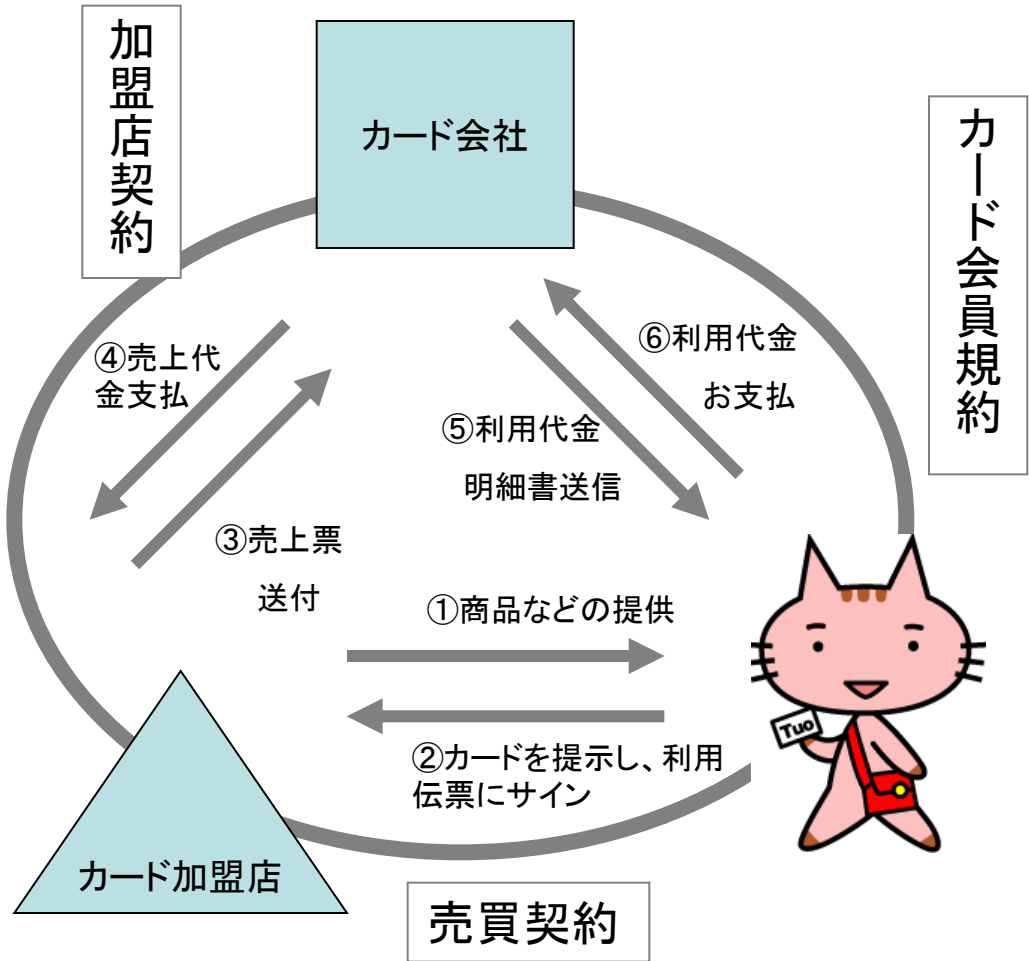 加盟店契約
カード会社
カード会員規約
④売上代
金支払
⑥利用代金
お支払
⑤利用代金
明細書送信
③売上票
送付
①商品などの提供
Tuo
②カードを提示し、利用
伝票にサイン
カード加盟店
売買契約